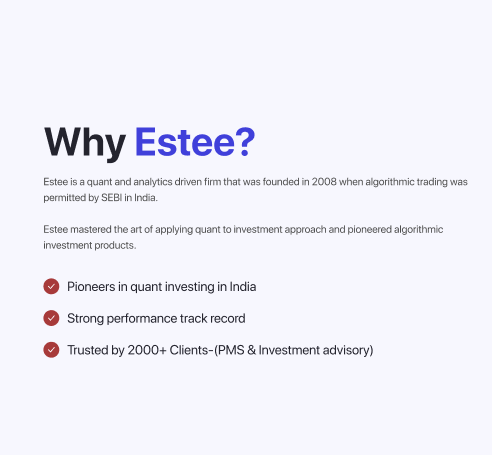 Why Estee?
Estee is a quant and analytics driven firm that was founded in 2008 when algorithmic trading was
permitted by SEBI in India.
Estee mastered the art of applying quant to investment approach and pioneered algorithmic
investment products.
Pioneers in quant investing in India
Strong performance track record
Trusted by 2000+ Clients-(PMS & Investment advisory)